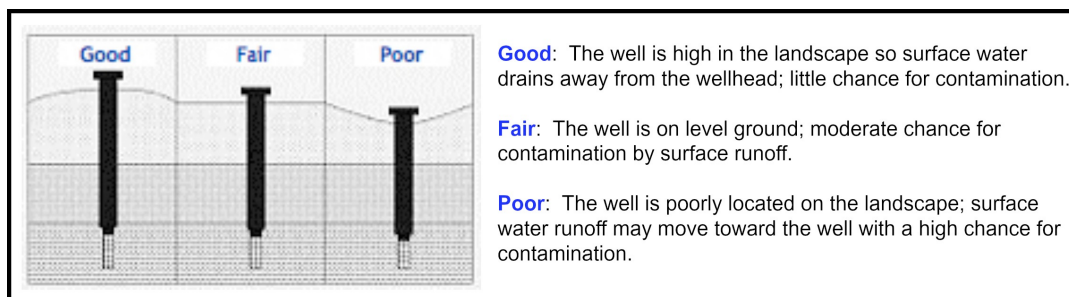 Good Fair Poor
Good: The well is high in the landscape so surface water
drains away from the wellhead; little chance for contamination.
Fair: The well is on level ground; moderate chance for
contamination by surface runoff.
Poor: The well is poorly located on the landscape; surface
water runoff may move toward the well with a high chance for
contamination.